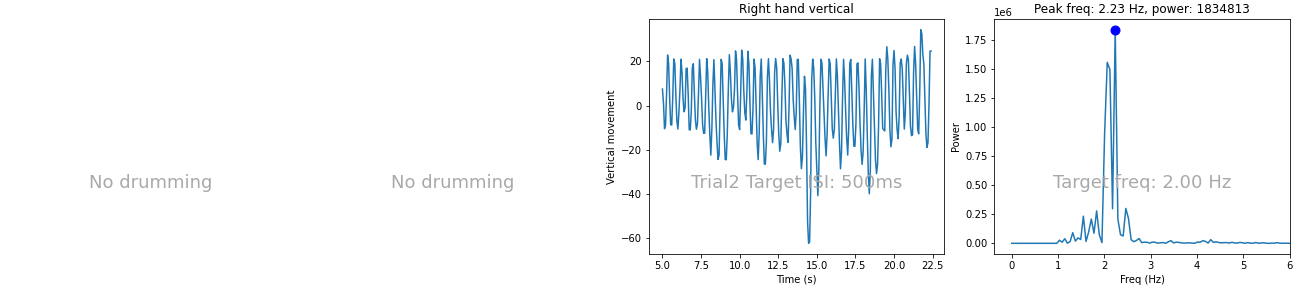 No drumming
No drumming
Right hand vertical
Vertical movement
20
0
−20
−40
−60
Trial2 Target ISI: 500ms
5.0 7.5 10.0 12.5 15.0 17.5 20.0 22.5
Time (s)
Peak freq: 2.23 Hz, power: 1834813
1e6
Power
1.75
1.50
1.25
1.00
0.75
0.50
0.25
0.00
Target freq: 2.00 Hz
0 1 2 3 4 5 6
Freq (Hz)